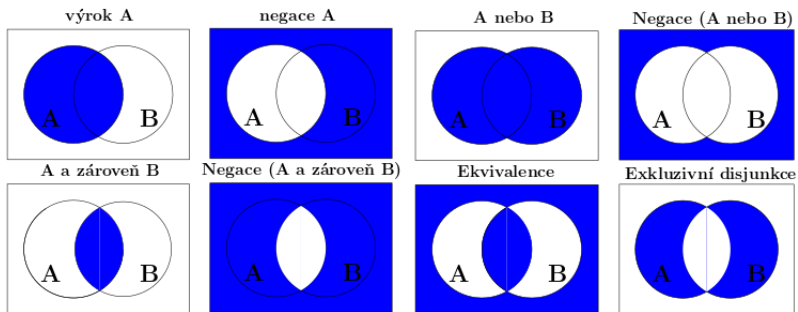 výrok A
negace A
A nebo B
Negace (A nebo B)
A B
A B
A B
A B
A a zároveň B
Negace (A a zároveň B)
Ekvivalence
Exkluzivní disjunkce
A B
A B
A B
A B